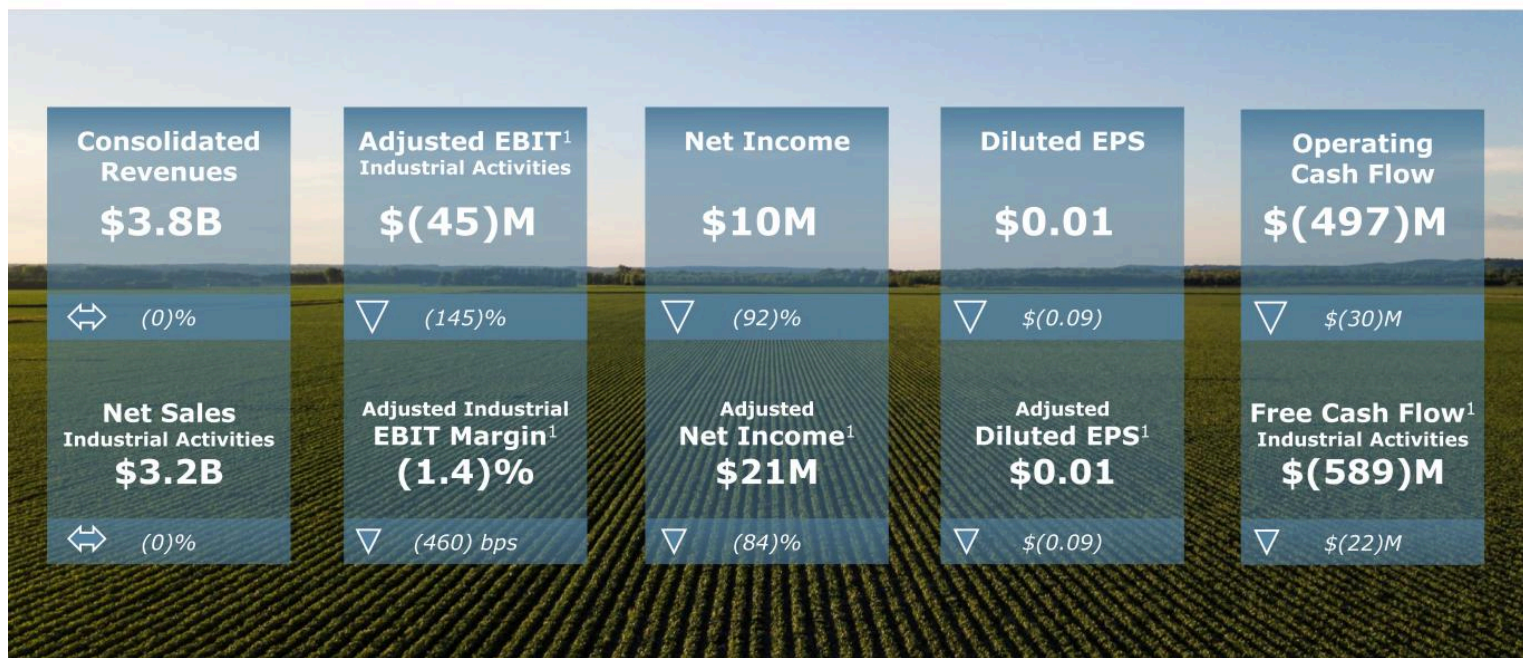 Consolidated
Revenues
$3.8B
(0)%
Net Sales
Industrial Activities
$3.2B
(0)%
Adjusted EBIT1
Industrial Activities
$(45)M
(145)%
Adjusted Industrial
EBIT Margin1
(1.4)%
(460) bps
Net Income
$10M
(92)%
Adjusted
Net Income1
$21M
(84)%
Diluted EPS
$0.01
$(0.09)
Adjusted
Diluted EPS1
$0.01
$(0.09)
Operating
Cash Flow
$(497)M
$(30)M
Free Cash Flow1
Industrial Activities
$(589)M
$(22)M